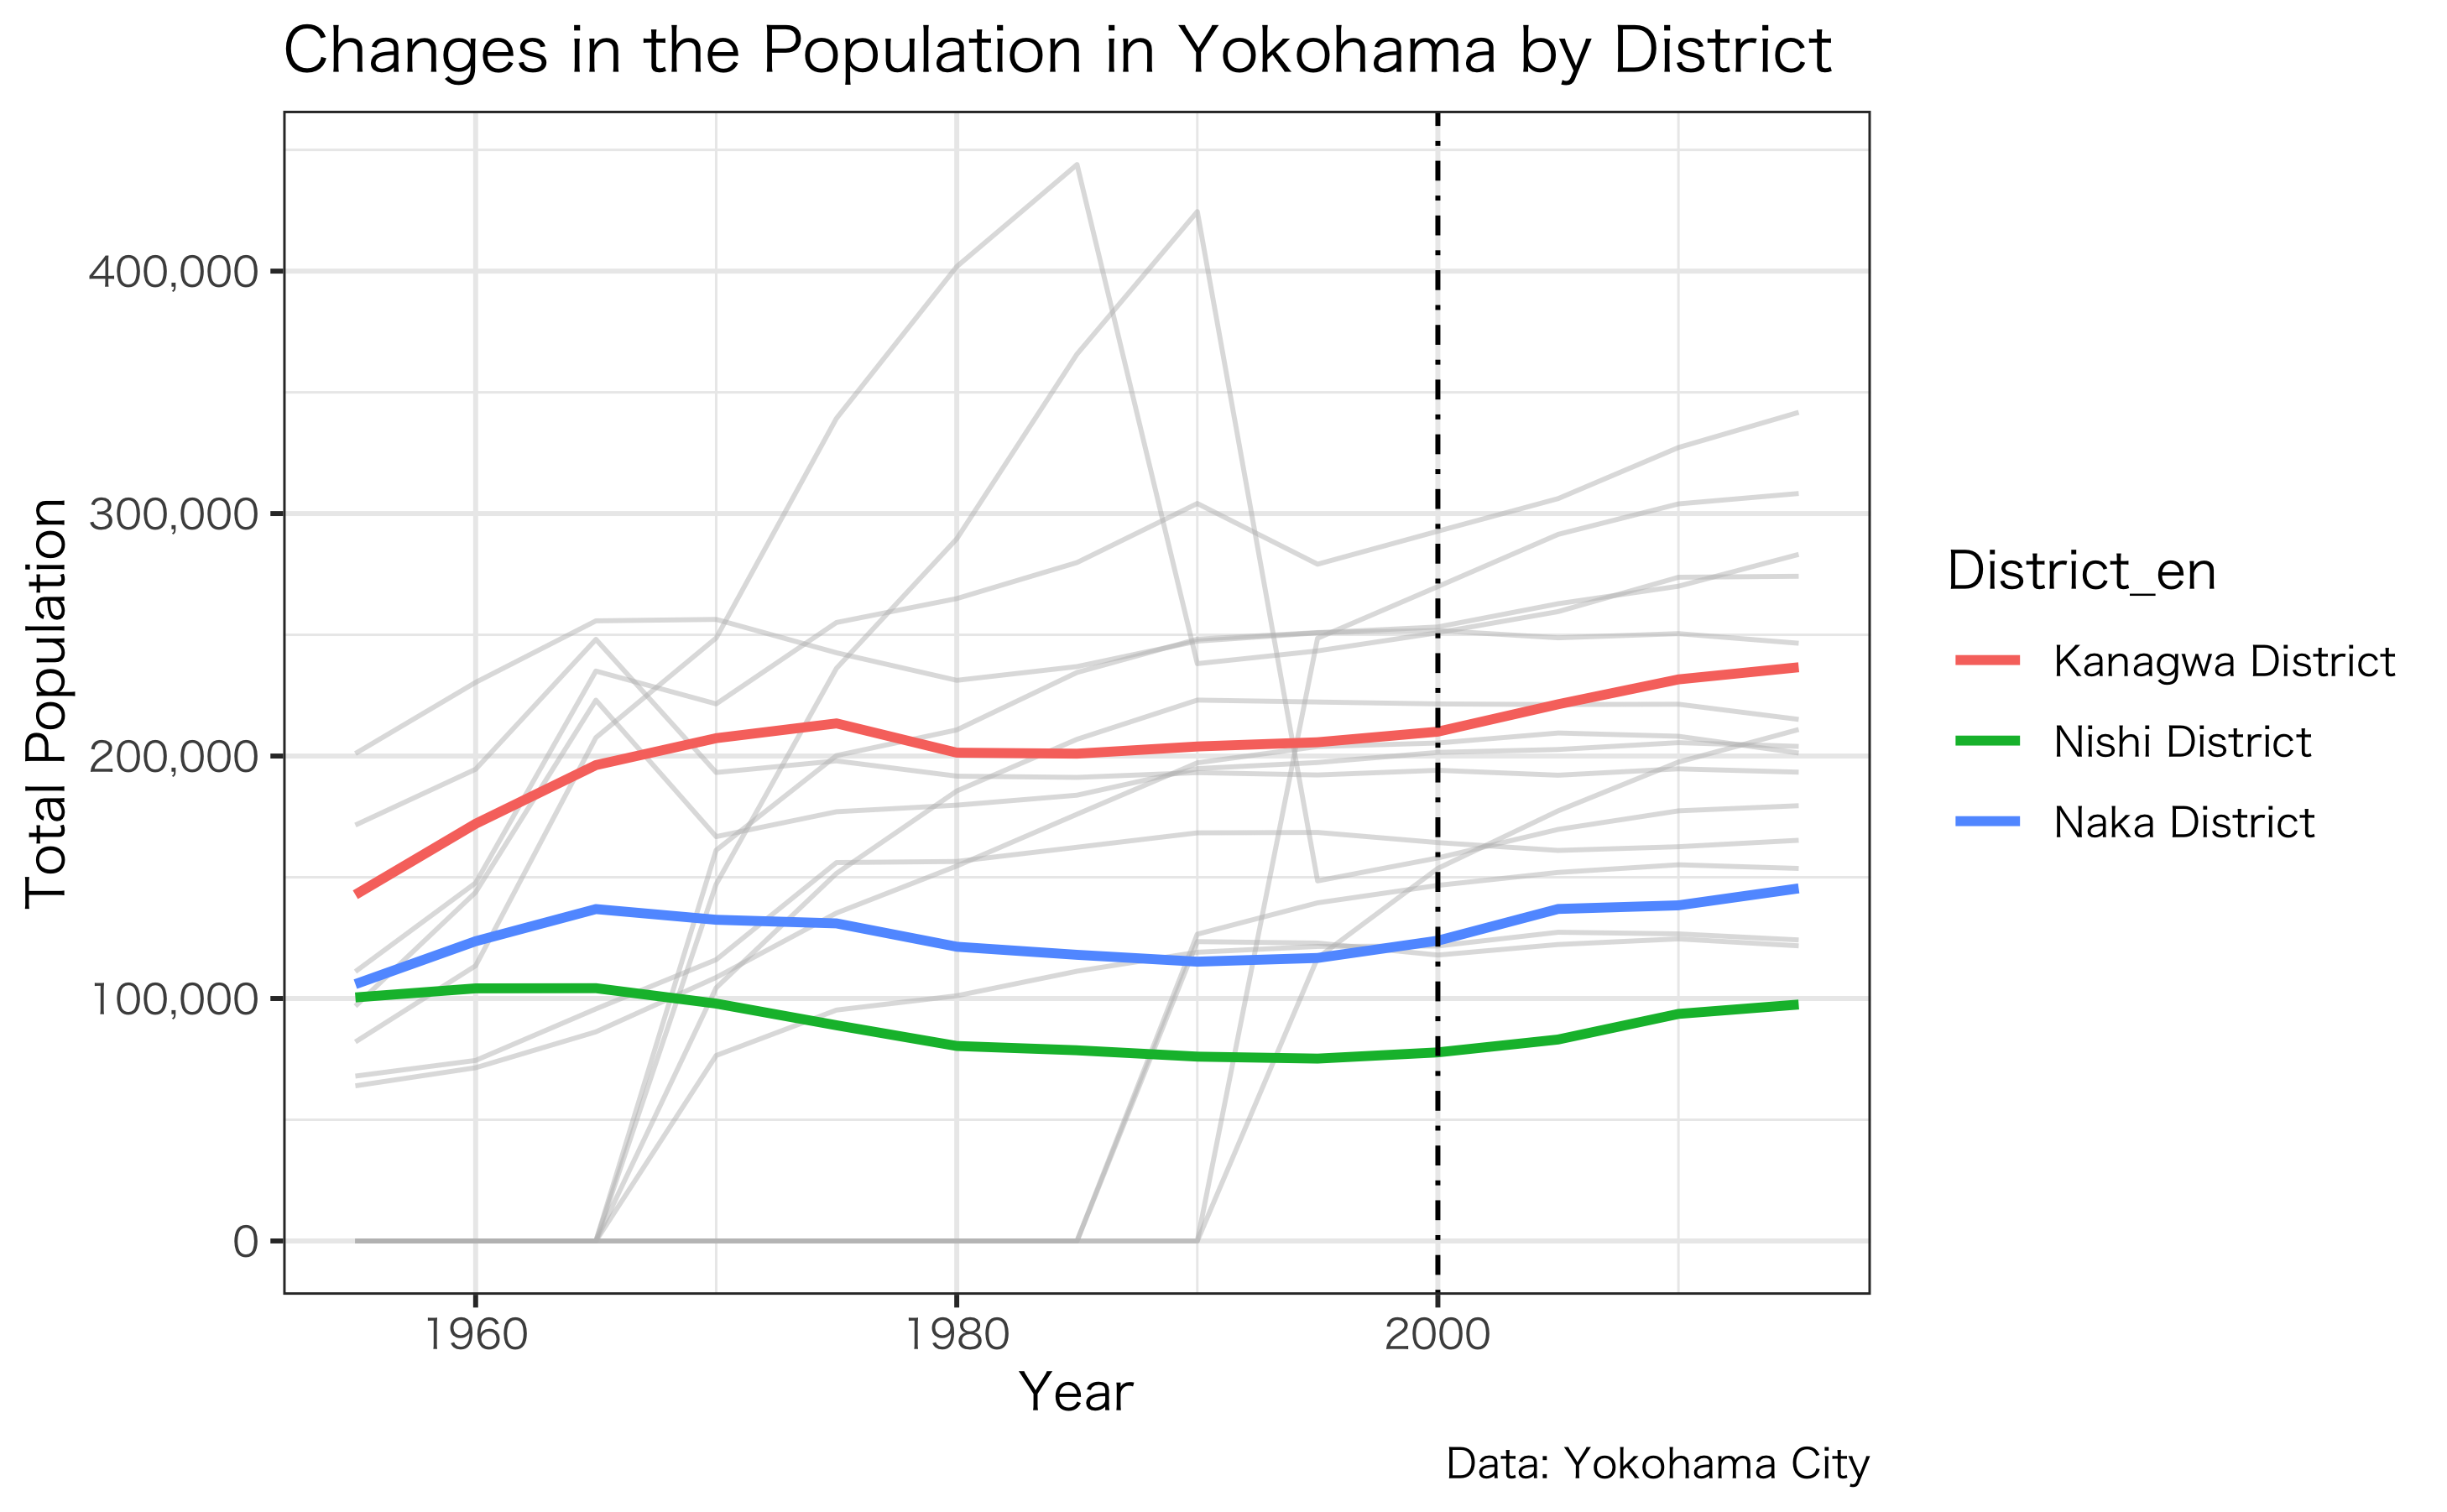 Changes in the Population in Yokohama by District
Total Population
400,000
300,000
200,000
100,000
0
1960
1980
2000
Year
District_en
Kanagwa District
Nishi District
Naka District
Data: Yokohama City